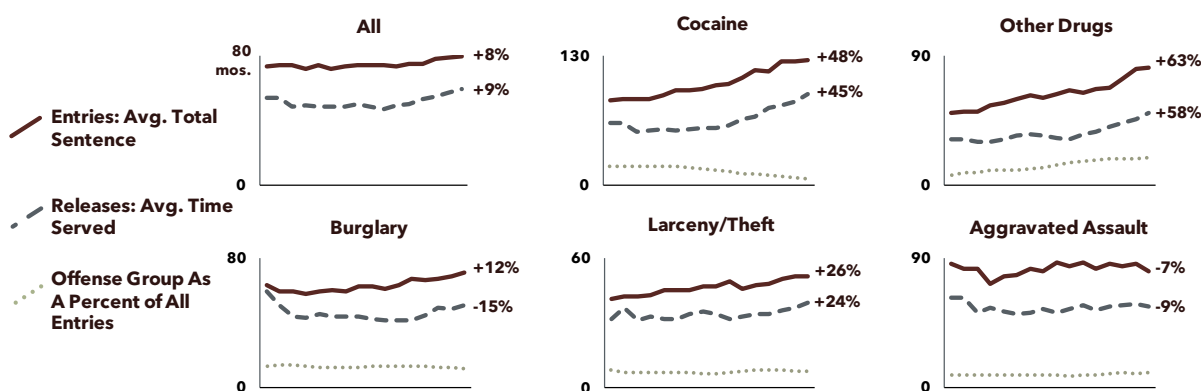 All
80
mos.
0
+8%
+9%
Cocaine
130
0
+48%
+45%
Other Drugs
90
0
+63%
+58%
Entries: Avg. Total
Sentence
Releases: Avg. Time
Served
Offense Group As
A Percent of All
Entries
Burglary
80
0
+12%
-15%
Larceny/Theft
60
0
+26%
+24%
Aggravated Assault
90
0
-7%
-9%